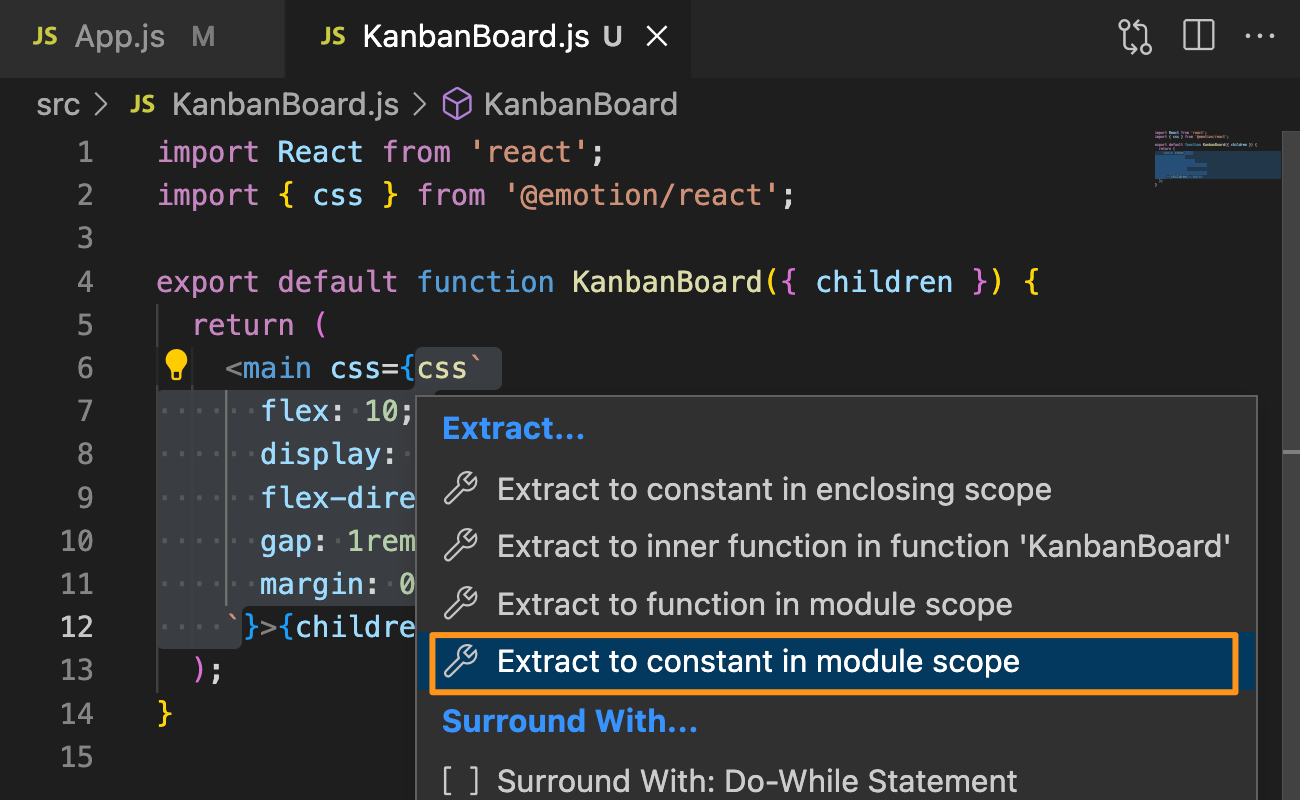 JS App.js M JS KanbanBoard.js U
src > JS KanbanBoard.js > KanbanBoard
1 import React from 'react';
2 import { css } from '@emotion/react';
3
4 export default function KanbanBoard({ children }) {
5 return (
6 <main css={css`
7 flex: 10;
8 display:
9 flex-dire
10 gap: 1rem
11 margin: 0
12 `}>{childre
13 );
14 }
15
Extract...
Extract to constant in enclosing scope
Extract to inner function in function 'KanbanBoard'
Extract to function in module scope
Extract to constant in module scope
Surround With...
[ ] Surround With: Do-While Statement